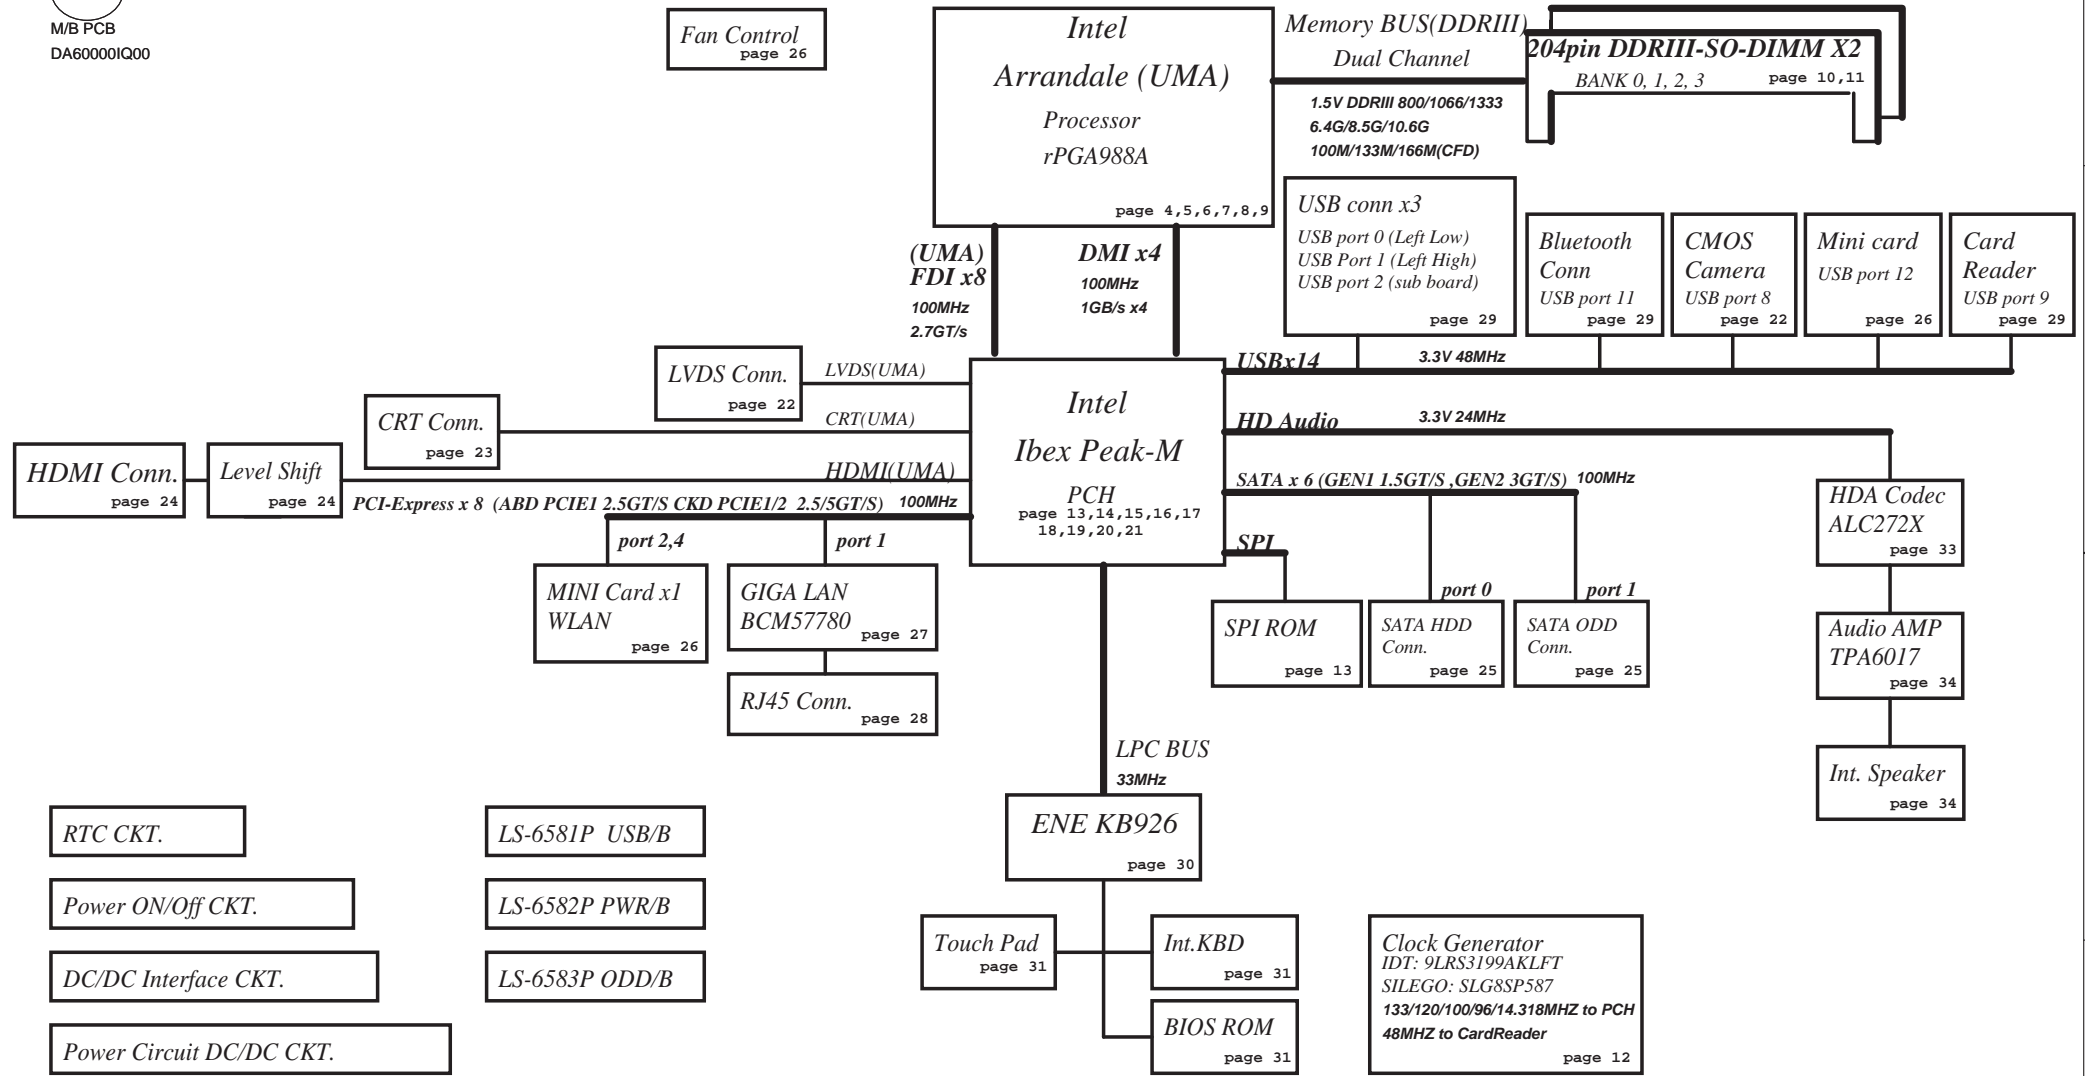 M/B PCB
DA60000IQ00
Fan Control
page 26
Intel
Arrandale (UMA)
Processor
rPGA988A
page 4,5,6,7,8,9
Memory BUS(DDRIII)
Dual Channel
1.5V DDRIII 800/1066/1333
6.4G/8.5G/10.6G
100M/133M/166M(CFD)
204pin DDRIII-SO-DIMM X2
BANK 0, 1, 2, 3
page 10,11
(UMA)
FDI x8
100MHz
2.7GT/s
DMI x4
100MHz
1GB/s x4
USB conn x3
USB port 0 (Left Low)
USB Port 1 (Left High)
USB port 2 (sub board)
page 29
Bluetooth
Conn
USB port 11
page 29
CMOS
Camera
USB port 8
page 22
Mini card
USB port 12
page 26
Card
Reader
USB port 9
page 29
USBx14
3.3V 48MHz
HD Audio
3.3V 24MHz
SATA x 6 (GEN1 1.5GT/S ,GEN2 3GT/S)
100MHz
SPI
LVDS Conn.
page 22
LVDS(UMA)
CRT Conn.
page 23
CRT(UMA)
HDMI Conn.
page 24
Level Shift
page 24
HDMI(UMA)
PCI-Express x 8 (ABD PCIE1 2.5GT/S CKD PCIE1/2 2.5/5GT/S)
100MHz
Intel
Ibex Peak-M
PCH
page 13,14,15,16,17
18,19,20,21
port 2,4
port 1
MINI Card x1
WLAN
page 26
GIGA LAN
BCM57780
page 27
RJ45 Conn.
page 28
SPI ROM
page 13
port 0
SATA HDD
Conn.
page 25
port 1
SATA ODD
Conn.
page 25
HDA Codec
ALC272X
page 33
Audio AMP
TPA6017
page 34
Int. Speaker
page 34
LPC BUS
33MHz
ENE KB926
page 30
Touch Pad
page 31
Int.KBD
page 31
BIOS ROM
page 31
Clock Generator
IDT: 9LRS3199AKLFT
SILEGO: SLG8SP587
133/120/100/96/14.318MHZ to PCH
48MHZ to CardReader
page 12
RTC CKT.
Power ON/Off CKT.
DC/DC Interface CKT.
Power Circuit DC/DC CKT.
LS-6581P USB/B
LS-6582P PWR/B
LS-6583P ODD/B